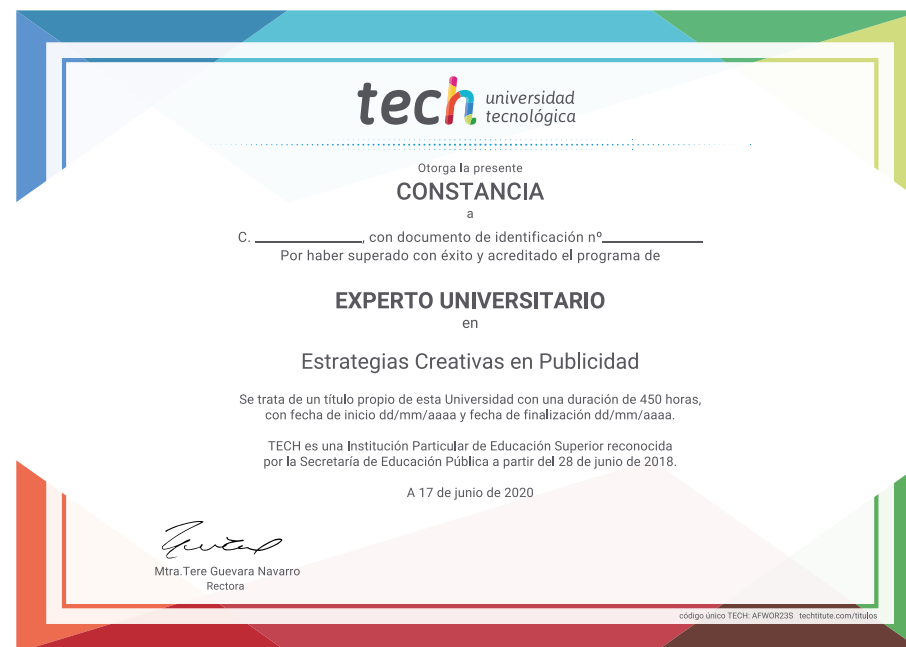 tech universidad
tecnológica
Otorga la presente
CONSTANCIA
a
C. ______________, con documento de identificación nº_____________
Por haber superado con éxito y acreditado el programa de
EXPERTO UNIVERSITARIO
en
Estrategias Creativas en Publicidad
Se trata de un título propio de esta Universidad con una duración de 450 horas,
con fecha de inicio dd/mm/aaaa y fecha de finalización dd/mm/aaaa.
TECH es una Institución Particular de Educación Superior reconocida
por la Secretaría de Educación Pública a partir del 28 de junio de 2018.
A 17 de junio de 2020
Mtra.Tere Guevara Navarro
Rectora
código único TECH: AFWOR23S techtitute.com/titulos